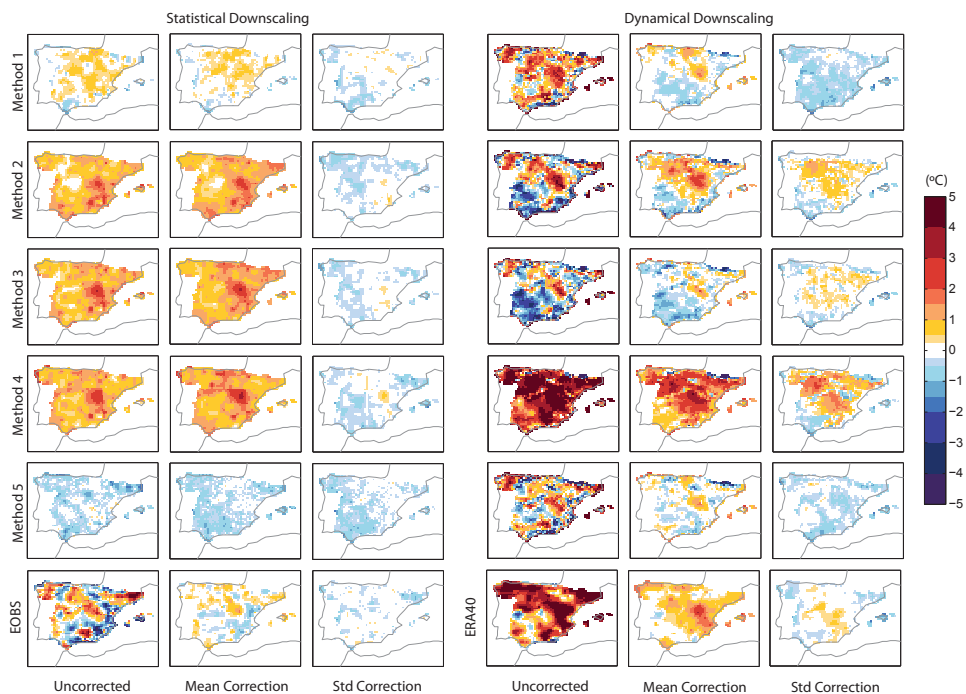 Statistical Downscaling
Dynamical Downscaling
Method 1
Method 2
Method 3
Method 4
Method 5
EOBS
ERA40
(ºC)
5
4
3
2
1
0
−1
−2
−3
−4
−5
Uncorrected
Mean Correction
Std Correction
Uncorrected
Mean Correction
Std Correction